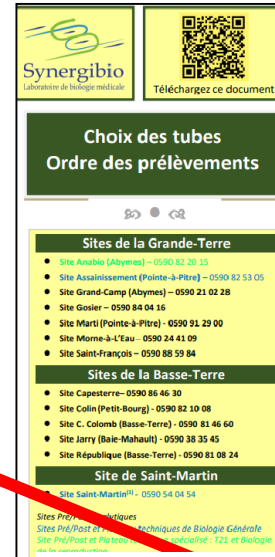 Synergibio
Laboratoire de biologie médicale
Téléchargez ce document
Choix des tubes
Ordre des prélèvements
Sites de la Grande-Terre
Site Anabio (Abymes) – 0590 82 20 15
Site Assainissement (Pointe-à-Pitre) – 0590 82 53 05
Site Grand-Camp (Abymes) – 0590 21 02 28
Site Gosier – 0590 84 04 16
Site Marti (Pointe-à-Pitre) - 0590 91 29 00
Site Morne-à-L'Eau – 0590 24 41 09
Site Saint-François – 0590 88 59 84
Sites de la Basse-Terre
Site Capesterre– 0590 86 46 30
Site Colin (Petit-Bourg) - 0590 82 10 08
Site C. Colomb (Basse-Terre) - 0590 81 46 60
Site Jarry (Baie-Mahault) - 0590 38 35 45
Site République (Basse-Terre) - 0590 81 08 24
Site de Saint-Martin
Site Saint-Martin(1) - 0590 54 04 54
Sites Pré/
Sites Pré/Post et techniques de Biologie Générale
Site Pré/Post et Plateau spécialisé : T21 et Biologie
de la reproduction